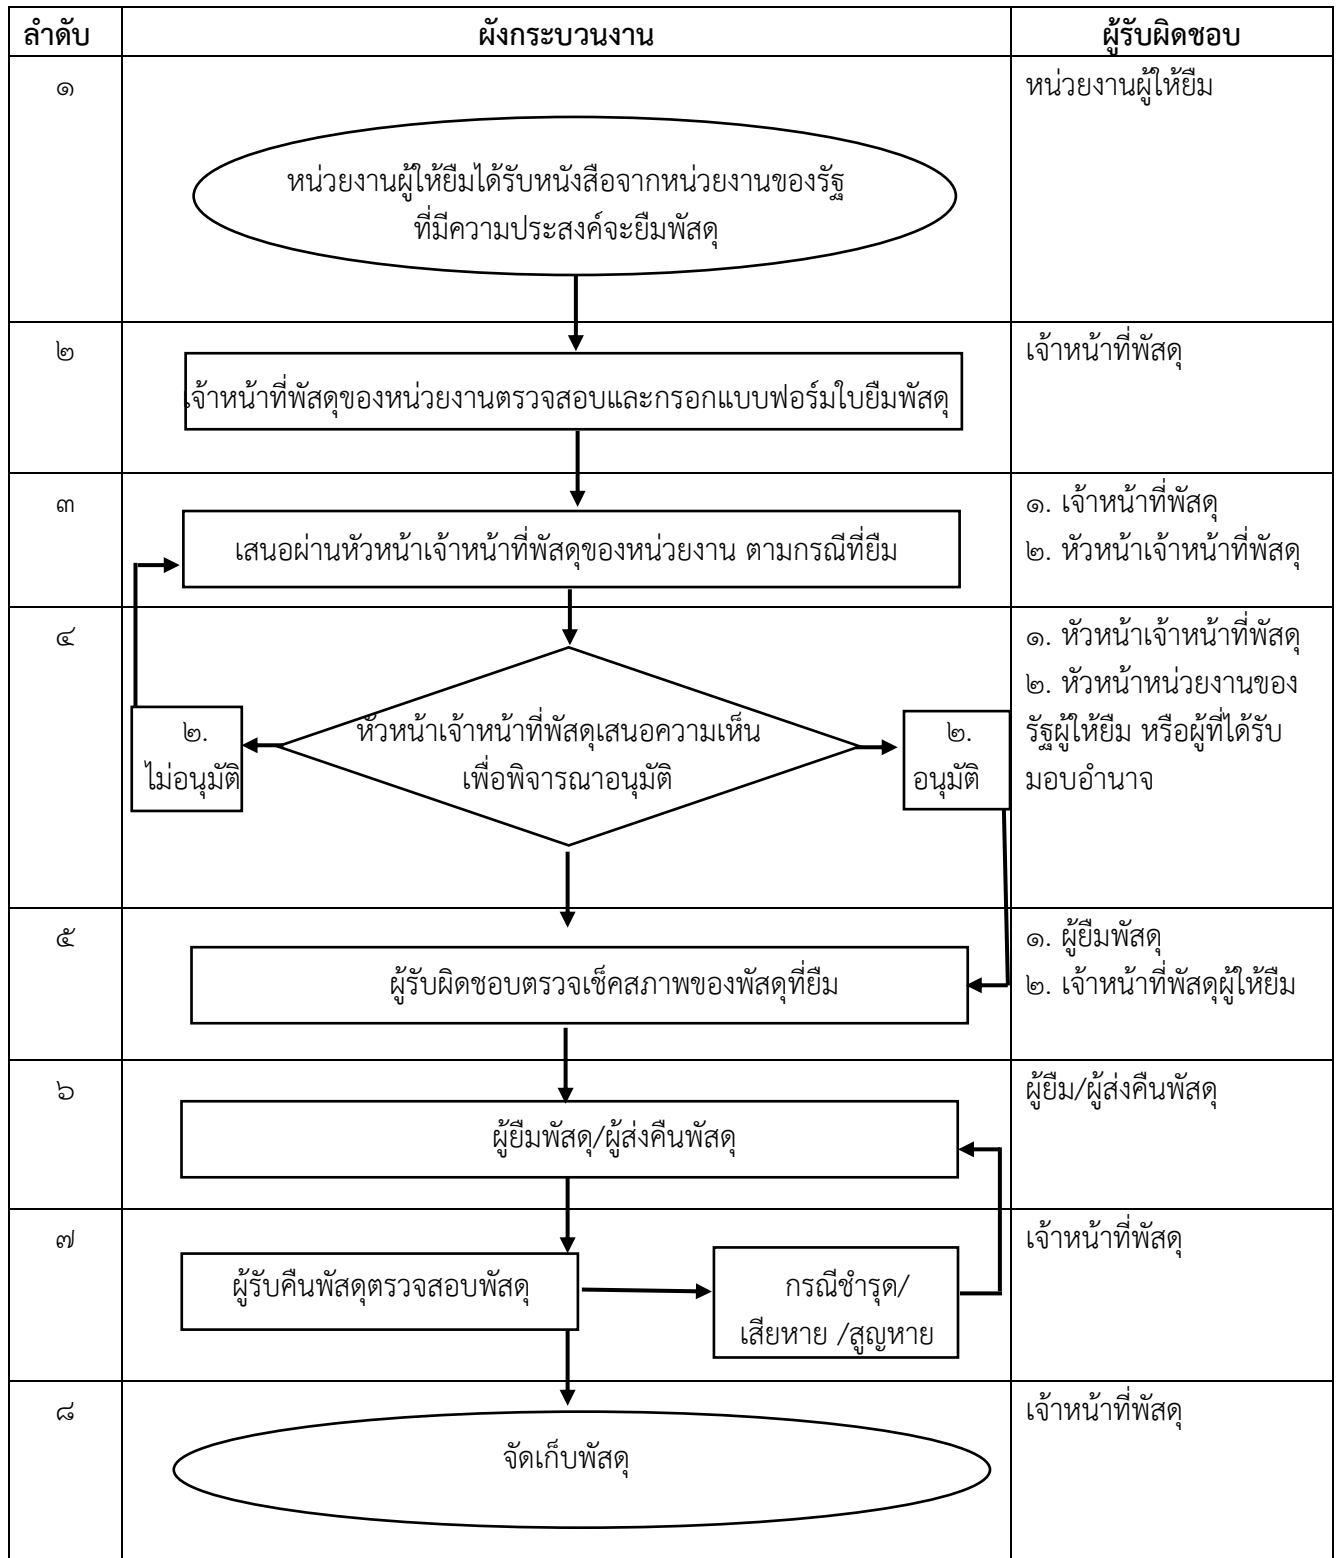 ลำดับ
ผังกระบวนงาน
ผู้รับผิดชอบ
๑
หน่วยงานผู้ให้ยืมได้รับหนังสือจากหน่วยงานของรัฐ
ที่มีความประสงค์จะยืมพัสดุ
หน่วยงานผู้ให้ยืม
๒
เจ้าหน้าที่พัสดุของหน่วยงานตรวจสอบและกรอกแบบฟอร์มใบยืมพัสดุ
เจ้าหน้าที่พัสดุ
๓
เสนอผ่านหัวหน้าเจ้าหน้าที่พัสดุของหน่วยงาน ตามกรณีที่ยืม
๑. เจ้าหน้าที่พัสดุ
๒. หัวหน้าเจ้าหน้าที่พัสดุ
๔
๒.
ไม่อนุมัติ
หัวหน้าเจ้าหน้าที่พัสดุเสนอความเห็น
เพื่อพิจารณาอนุมัติ
๒.
อนุมัติ
๑. หัวหน้าเจ้าหน้าที่พัสดุ
๒. หัวหน้าหน่วยงานของ
รัฐผู้ให้ยืม หรือผู้ที่ได้รับ
มอบอำนาจ
๕
ผู้รับผิดชอบตรวจเช็คสภาพของพัสดุที่ยืม
๑. ผู้ยืมพัสดุ
๒. เจ้าหน้าที่พัสดุผู้ให้ยืม
๖
ผู้ยืมพัสดุ/ผู้ส่งคืนพัสดุ
ผู้ยืม/ผู้ส่งคืนพัสดุ
๗
ผู้รับคืนพัสดุตรวจสอบพัสดุ
กรณีชำรุด/
เสียหาย /สูญหาย
เจ้าหน้าที่พัสดุ
๘
จัดเก็บพัสดุ
เจ้าหน้าที่พัสดุ